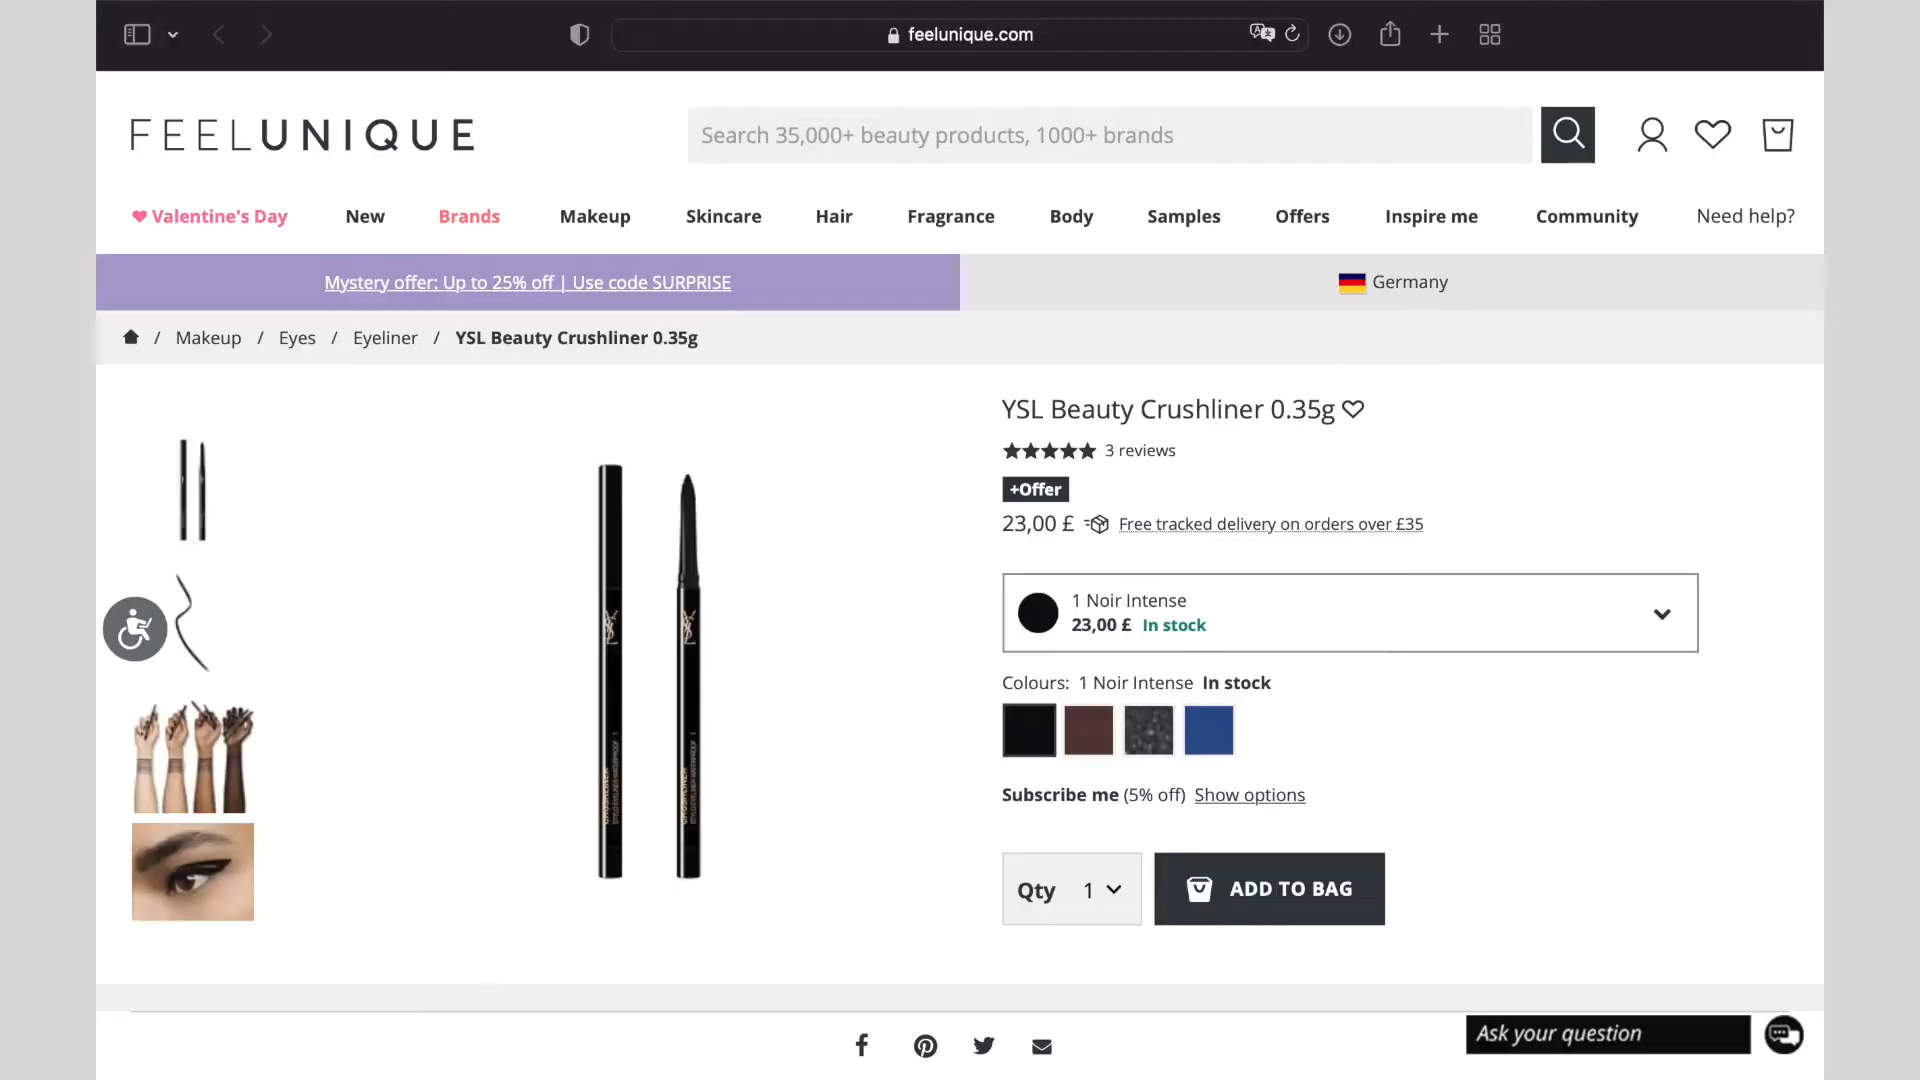 feelunique.com
FEELUNIQUE
Search 35,000+ beauty products, 1000+ brands
Valentine's Day New Brands Makeup Skincare Hair Fragrance Body Samples Offers Inspire me Community Need help?
Mystery offer: Up to 25% off | Use code SURPRISE
Germany
/ Makeup / Eyes / Eyeliner / YSL Beauty Crushliner 0.35g
YSL Beauty Crushliner 0.35g
3 reviews
+Offer
23,00 £ Free tracked delivery on orders over £35
1 Noir Intense
23,00 £ In stock
Colours: 1 Noir Intense In stock
Subscribe me (5% off) Show options
Qty 1
ADD TO BAG
YSL
YSL
CRUSHLINER
CRUSHLINER
Ask your question